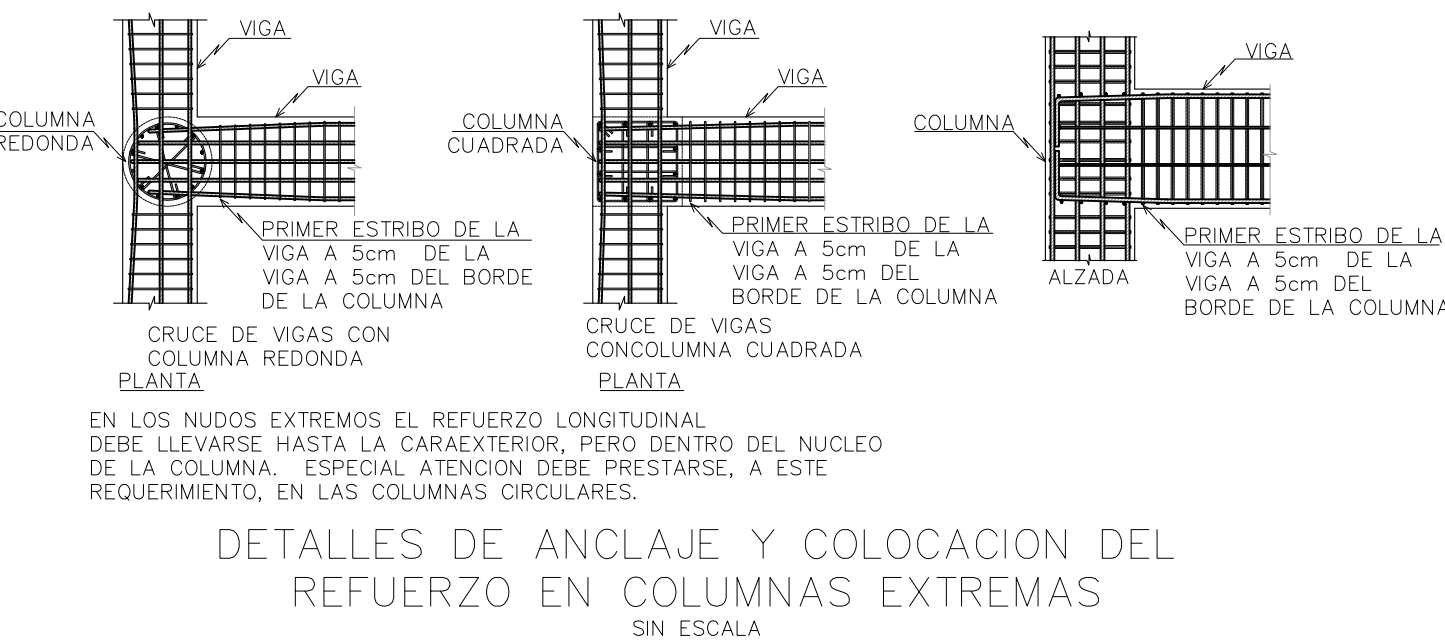 VIGA
VIGA
COLUMNA
REDONDA
PRIMER ESTRIBO DE LA
VIGA A 5cm DE LA
VIGA A 5cm DEL BORDE
DE LA COLUMNA
CRUCE DE VIGAS CON
COLUMNA REDONDA
PLANTA
VIGA
VIGA
COLUMNA
CUADRADA
PRIMER ESTRIBO DE LA
VIGA A 5cm DE LA
VIGA A 5cm DEL
BORDE DE LA COLUMNA
CRUCE DE VIGAS
CONCOLUMNA CUADRADA
PLANTA
VIGA
COLUMNA
PRIMER ESTRIBO DE LA
VIGA A 5cm DE LA
VIGA A 5cm DEL
BORDE DE LA COLUMNA
ALZADA
EN LOS NUDOS EXTREMOS EL REFUERZO LONGITUDINAL
DEBE LLEVARSE HASTA LA CARAEXTERIOR, PERO DENTRO DEL NUCLEO
DE LA COLUMNA. ESPECIAL ATENCION DEBE PRESTARSE, A ESTE
REQUERIMIENTO, EN LAS COLUMNAS CIRCULARES.
DETALLES DE ANCLAJE Y COLOCACION DEL
REFUERZO EN COLUMNAS EXTREMAS
SIN ESCALA